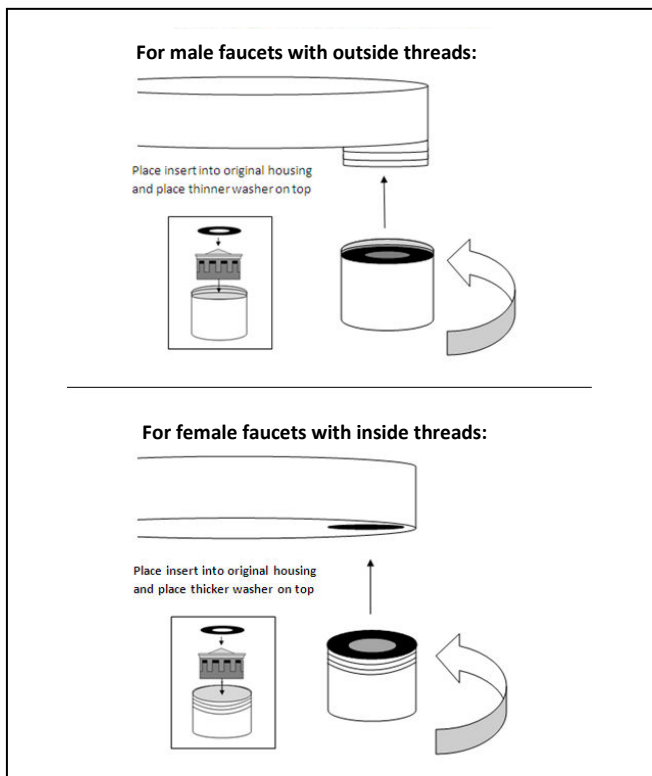 For male faucets with outside threads:
Place insert into original housing
and place thinner washer on top
For female faucets with inside threads:
Place insert into original housing
and place thicker washer on top